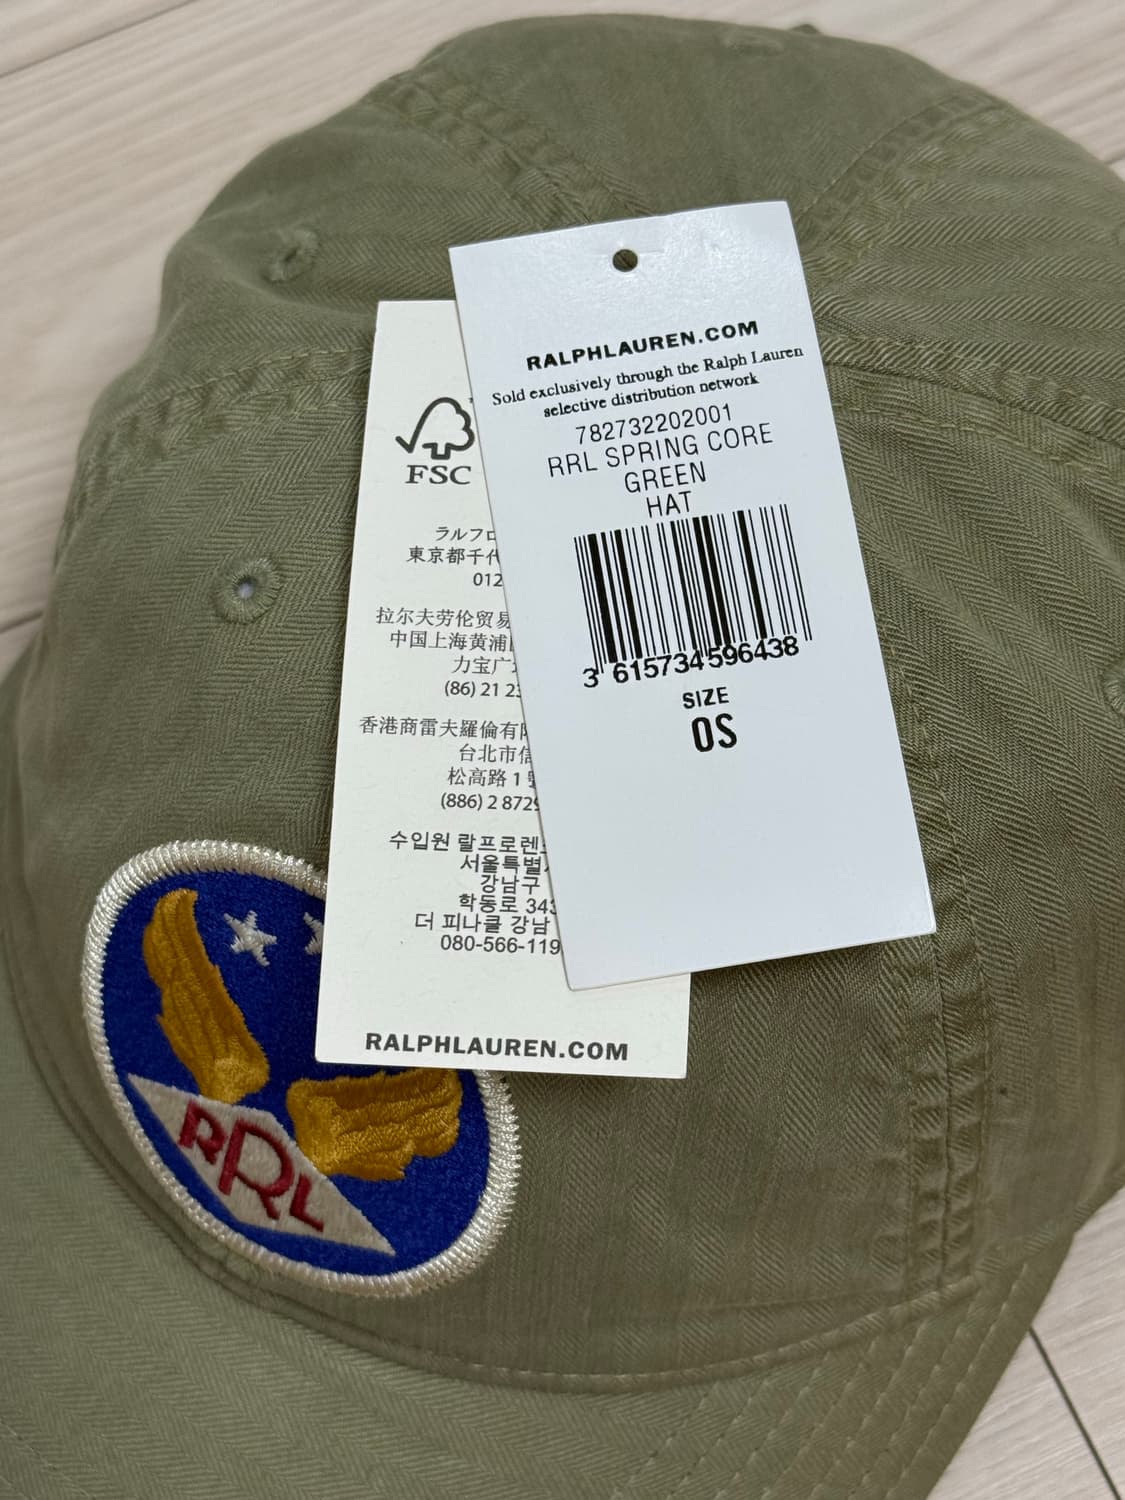 RALPHLAUREN.COM
Sold exclusively through the Ralph Lauren
selective distribution network
782732202001
RRL SPRING CORE
GREEN
HAT
3 615734 596438
SIZE
OS
FSC
ラルフロ
東京都千代
012
拉尔夫劳伦贸易
中国上海黄浦
力宝广
(86) 21 23
香港商雷夫羅倫有限
台北市信
松高路 1 號
(886) 2 8729
수입원 랄프로렌
서울특별시
강남구
학동로 343
더 피나클 강남
080-566-119
RALPHLAUREN.COM
RRL